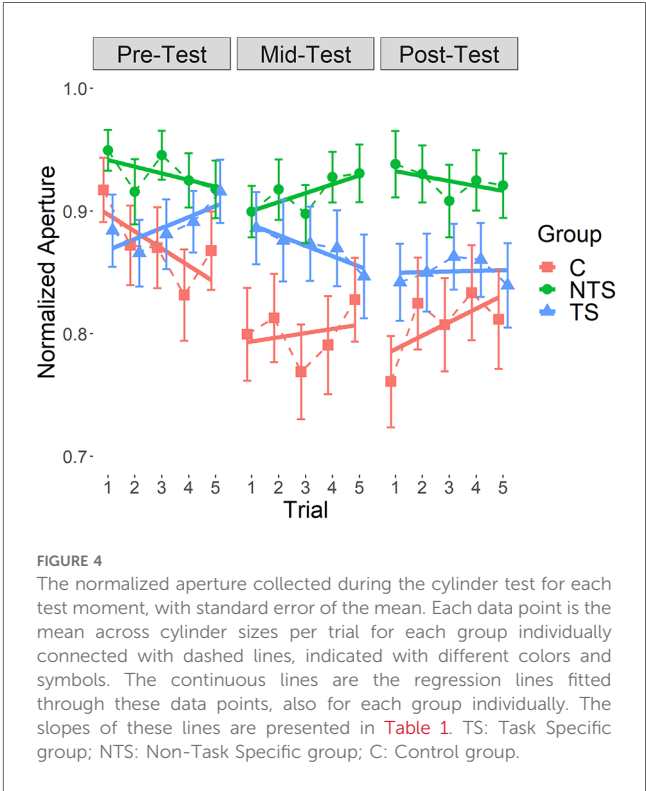 Pre-Test Mid-Test Post-Test
1.0
0.9
0.8
0.7
Normalized Aperture
1 2 3 4 5 1 2 3 4 5 1 2 3 4 5
Trial
Group
C
NTS
TS
FIGURE 4
The normalized aperture collected during the cylinder test for each
test moment, with standard error of the mean. Each data point is the
mean across cylinder sizes per trial for each group individually
connected with dashed lines, indicated with different colors and
symbols. The continuous lines are the regression lines fitted
through these data points, also for each group individually. The
slopes of these lines are presented in Table 1. TS: Task Specific
group; NTS: Non-Task Specific group; C: Control group.